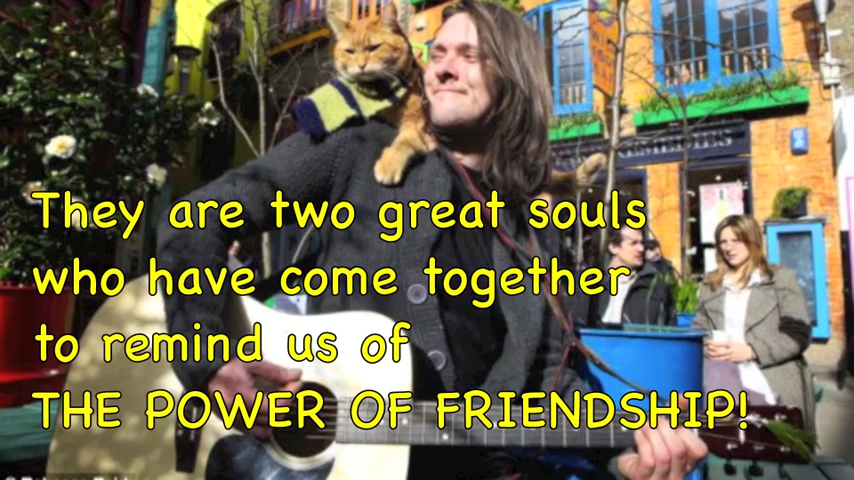 They are two great souls
who have come together
to remind us of
THE POWER OF FRIENDSHIP!